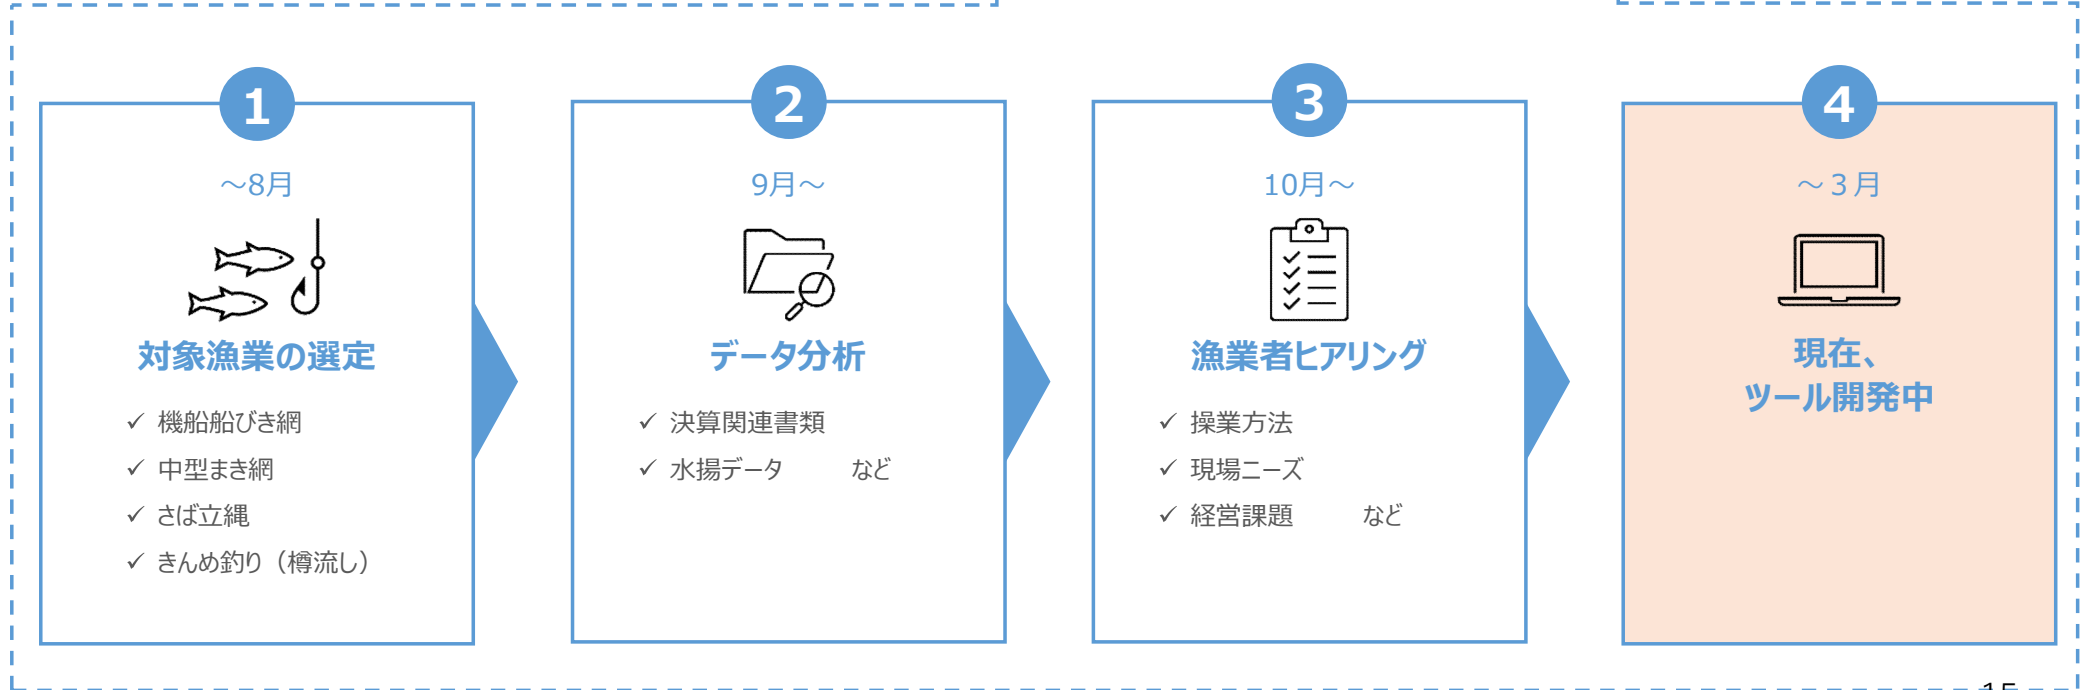 1
～8月
対象漁業の選定
✓ 機船船びき網
✓ 中型まき網
✓ さば立縄
✓ きんめ釣り（樽流し）
2
9月～
データ分析
✓ 決算関連書類
✓ 水揚データ　　　など
3
10月～
漁業者ヒアリング
✓ 操業方法
✓ 現場ニーズ
✓ 経営課題　　　など
4
～３月
現在、
ツール開発中
15